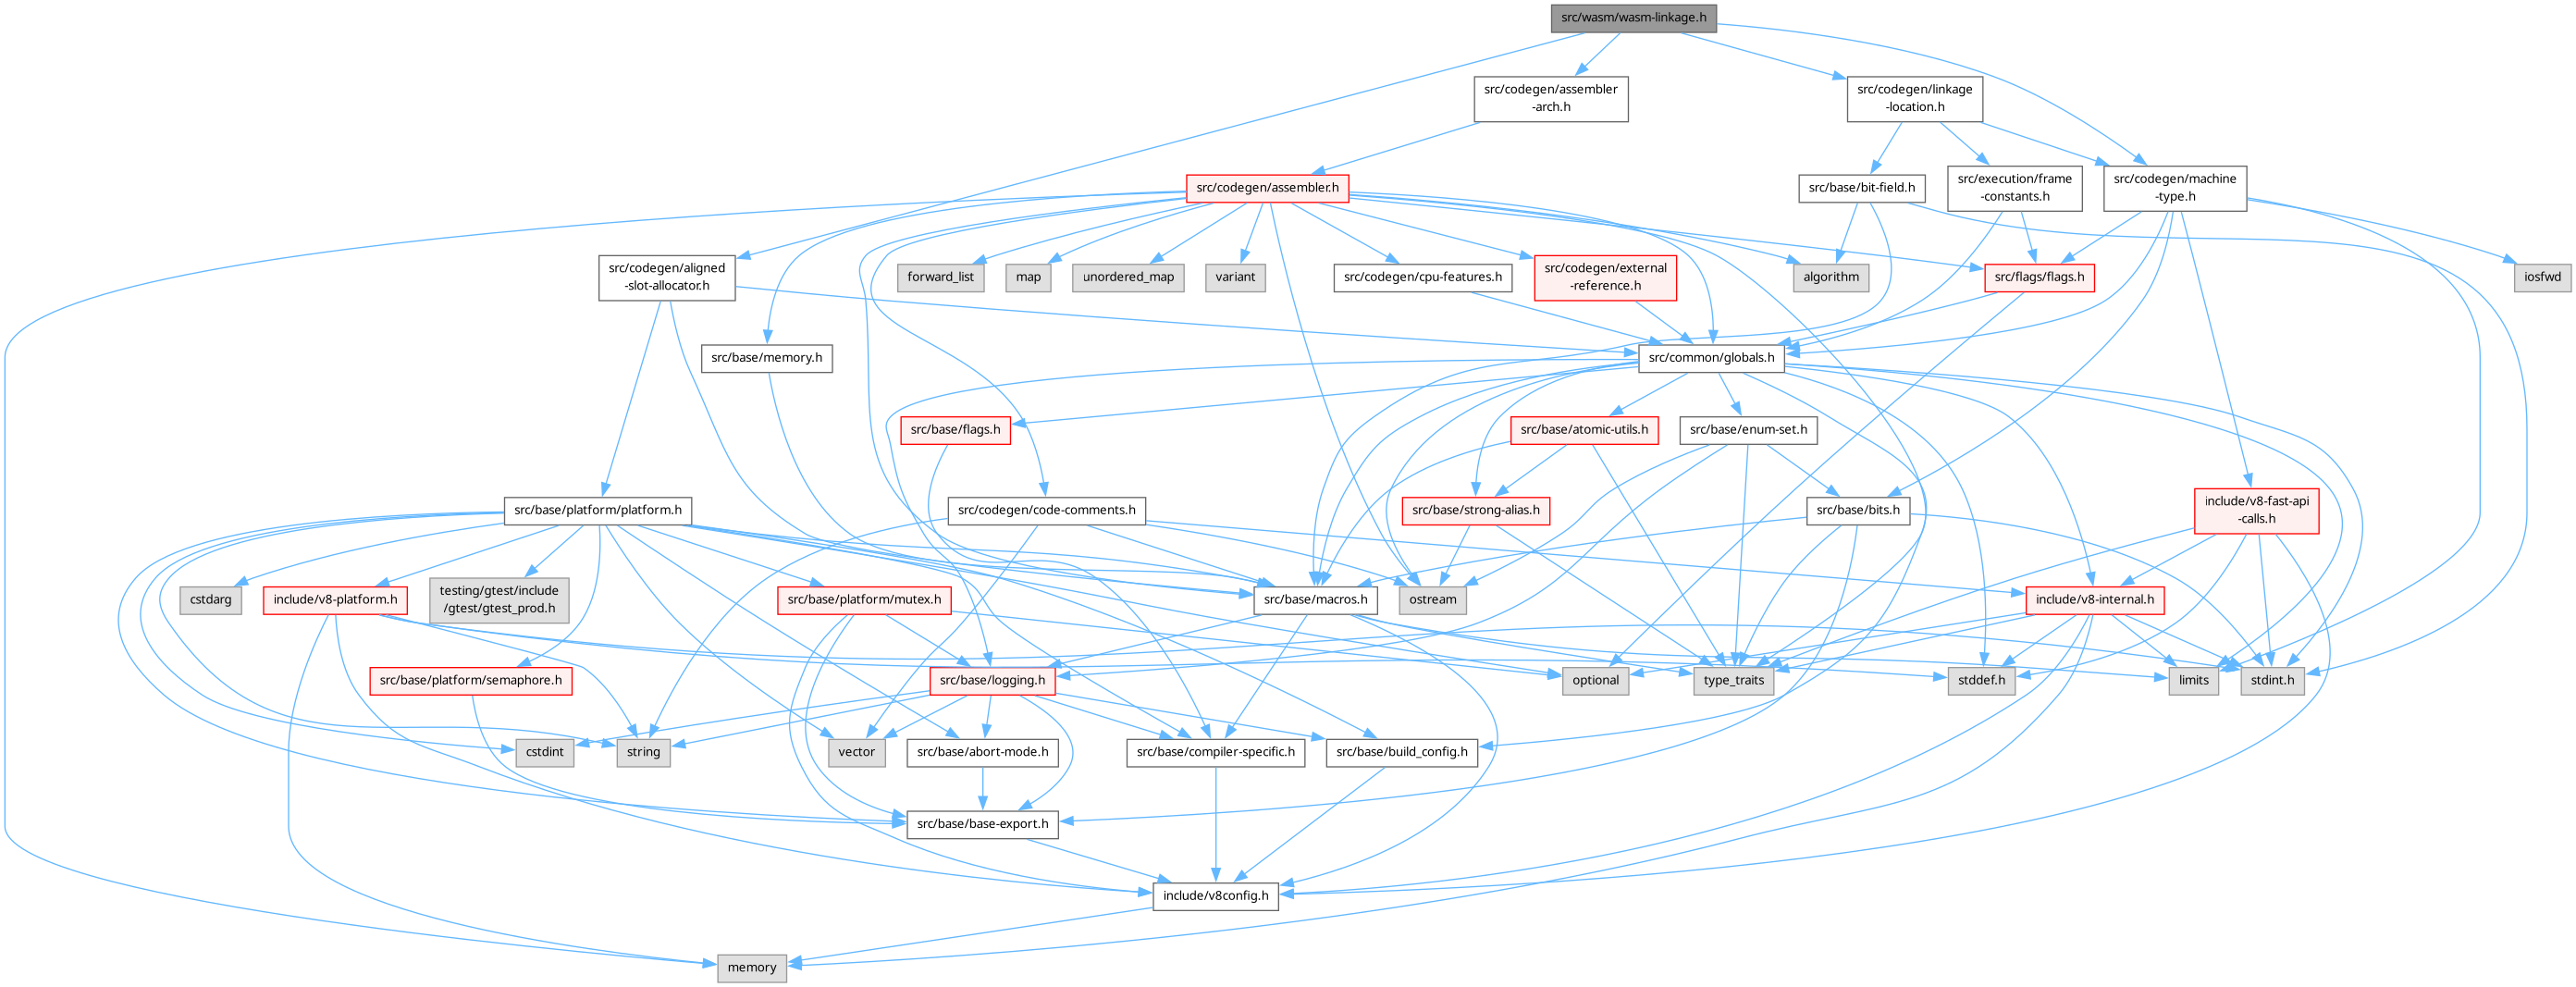 src/wasm/wasm-linkage.h
src/codegen/assembler
-arch.h
src/codegen/linkage
-location.h
src/codegen/assembler.h
src/base/bit-field.h
src/execution/frame
-constants.h
src/codegen/machine
-type.h
src/codegen/aligned
-slot-allocator.h
forward_list
map
unordered_map
variant
src/codegen/cpu-features.h
src/codegen/external
-reference.h
algorithm
src/flags/flags.h
iosfwd
src/base/memory.h
src/common/globals.h
src/base/flags.h
src/base/atomic-utils.h
src/base/enum-set.h
src/base/platform/platform.h
src/codegen/code-comments.h
src/base/strong-alias.h
src/base/bits.h
include/v8-fast-api
-calls.h
cstdarg
include/v8-platform.h
testing/gtest/include
/gtest/gtest_prod.h
src/base/platform/mutex.h
src/base/macros.h
ostream
include/v8-internal.h
src/base/platform/semaphore.h
src/base/logging.h
optional
type_traits
stddef.h
limits
stdint.h
cstdint
string
vector
src/base/abort-mode.h
src/base/compiler-specific.h
src/base/build_config.h
src/base/base-export.h
include/v8config.h
memory